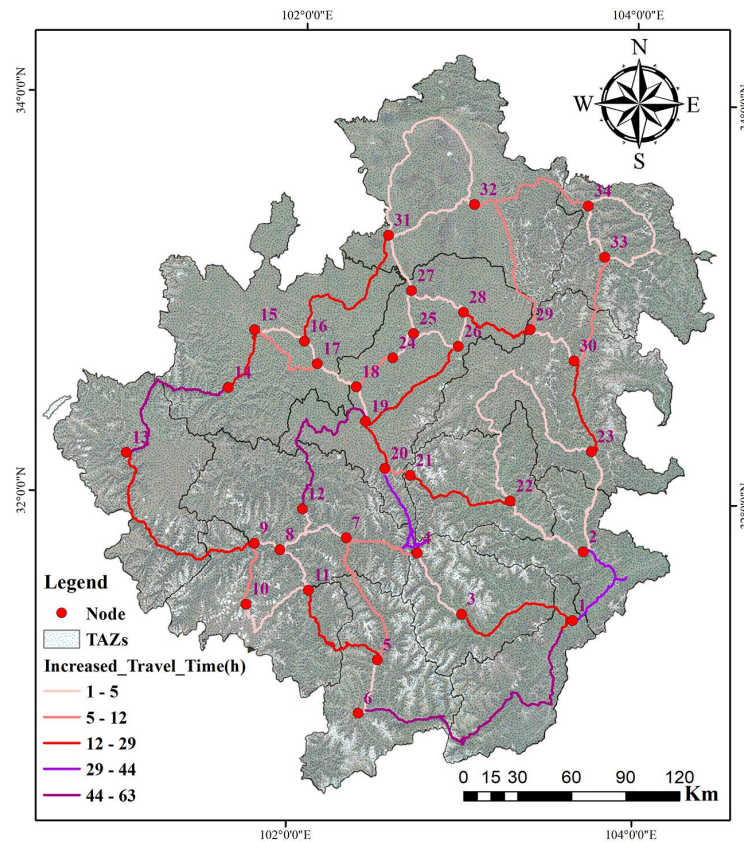 102°0'0"E 104°0'0"E
34°0'0"N
N
W E
S
32
34
31
33
27
28
15
16
25
29
26
17
24
30
14
18
19
13
23
20
21
32°0'0"N
22
12
7
2
9
8
4
Legend
10
11
Node
3
1
TAZs
5
Increased_Travel_Time(h)
6
1 - 5
5 - 12
12 - 29
29 - 44
0 15 30 60 90 120
44 - 63
Km
102°0'0"E 104°0'0"E